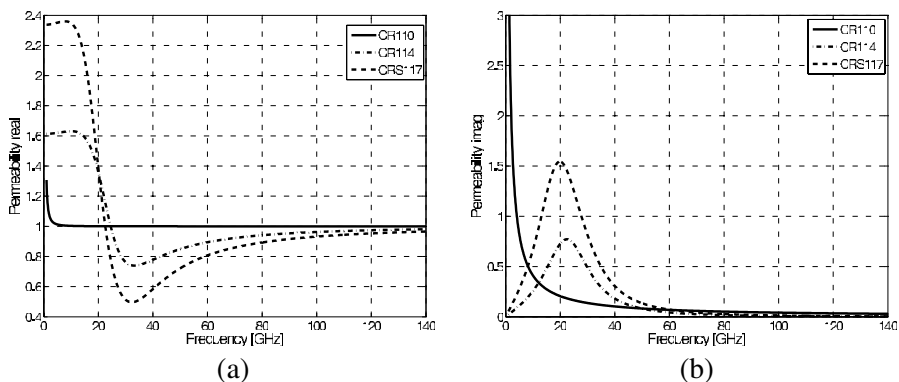 2.4
2.2
2
1.8
1.6
1.4
1.2
1
0.8
0.6
0.4
0
20
40
60
80
100
120
140
Permeability real
Frequency [GHz]
CR110
CR114
CRS117
(a)
3
2.5
2
1.5
1
0.5
0
0
20
40
60
80
100
120
140
Permeability imag
Frequency [GHz]
CR110
CR114
CRS117
(b)